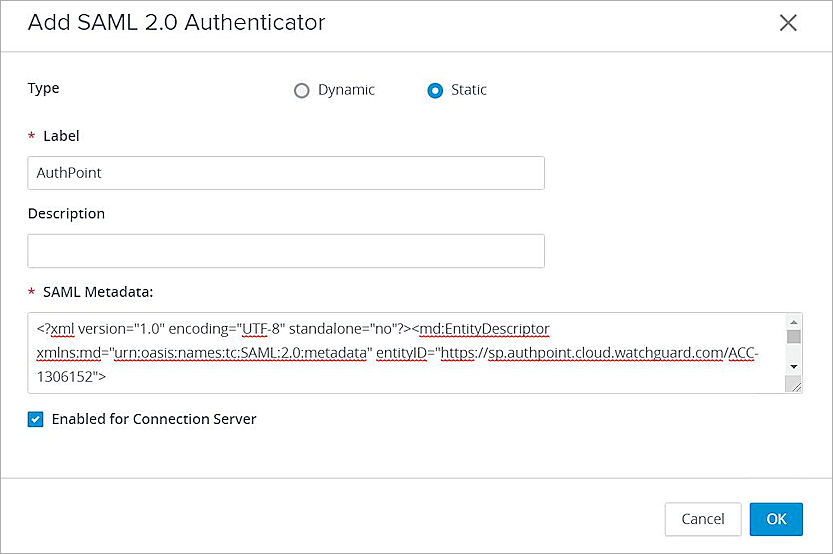 Add SAML 2.0 Authenticator
Type
Dynamic
Static
* Label
AuthPoint
Description
* SAML Metadata:
<?xml version="1.0" encoding="UTF-8" standalone="no"?><md:EntityDescriptor
xmlns:md="urn:oasis:names:tc:SAML:2.0:metadata" entityID="https://sp.authpoint.cloud.watchguard.com/ACC-
1306152">
Enabled for Connection Server
Cancel
OK